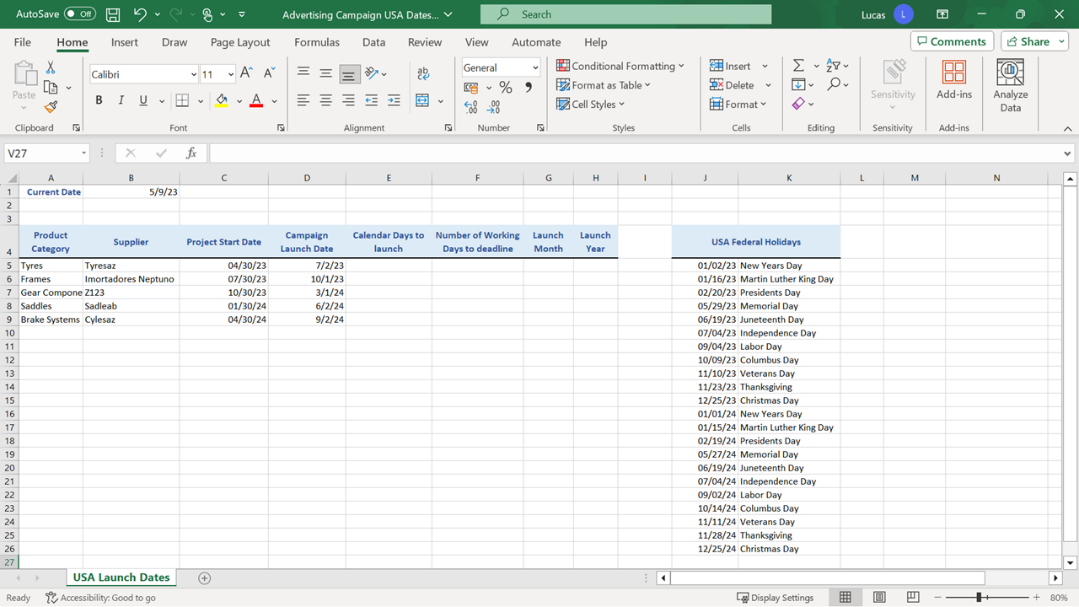 AutoSave Off Advertising Campaign USA Dates... Search Lucas L
File Home Insert Draw Page Layout Formulas Data Review View Automate Help Comments Share
Paste Calibri 11 General Conditional Formatting Insert Sensitivity Add-ins Analyze Data
Format as Table Delete
B I U Cell Styles Format
Clipboard Font Alignment Number Styles Cells Editing Sensitivity Add-ins
V27 fx
A B C D E F G H I J K L M N
1 Current Date 5/9/23
2
3
Product Campaign Calendar Days to Number of Working Launch Launch
4 Category Supplier Project Start Date Launch Date launch Days to deadline Month Year USA Federal Holidays
5 Tyres Tyresaz 04/30/23 7/2/23 01/02/23 New Years Day
6 Frames Imortadores Neptuno 07/30/23 10/1/23 01/16/23 Martin Luther King Day
7 Gear Compone Z123 10/30/23 3/1/24 02/20/23 Presidents Day
8 Saddles Sadleab 01/30/24 6/2/24 05/29/23 Memorial Day
9 Brake Systems Cylesaz 04/30/24 9/2/24 06/19/23 Juneteenth Day
10 07/04/23 Independence Day
11 09/04/23 Labor Day
12 10/09/23 Columbus Day
13 11/10/23 Veterans Day
14 11/23/23 Thanksgiving
15 12/25/23 Christmas Day
16 01/01/24 New Years Day
17 01/15/24 Martin Luther King Day
18 02/19/24 Presidents Day
19 05/27/24 Memorial Day
20 06/19/24 Juneteenth Day
21 07/04/24 Independence Day
22 09/02/24 Labor Day
23 10/14/24 Columbus Day
24 11/11/24 Veterans Day
25 11/28/24 Thanksgiving
26 12/25/24 Christmas Day
27
USA Launch Dates
Ready Accessibility: Good to go Display Settings 80%